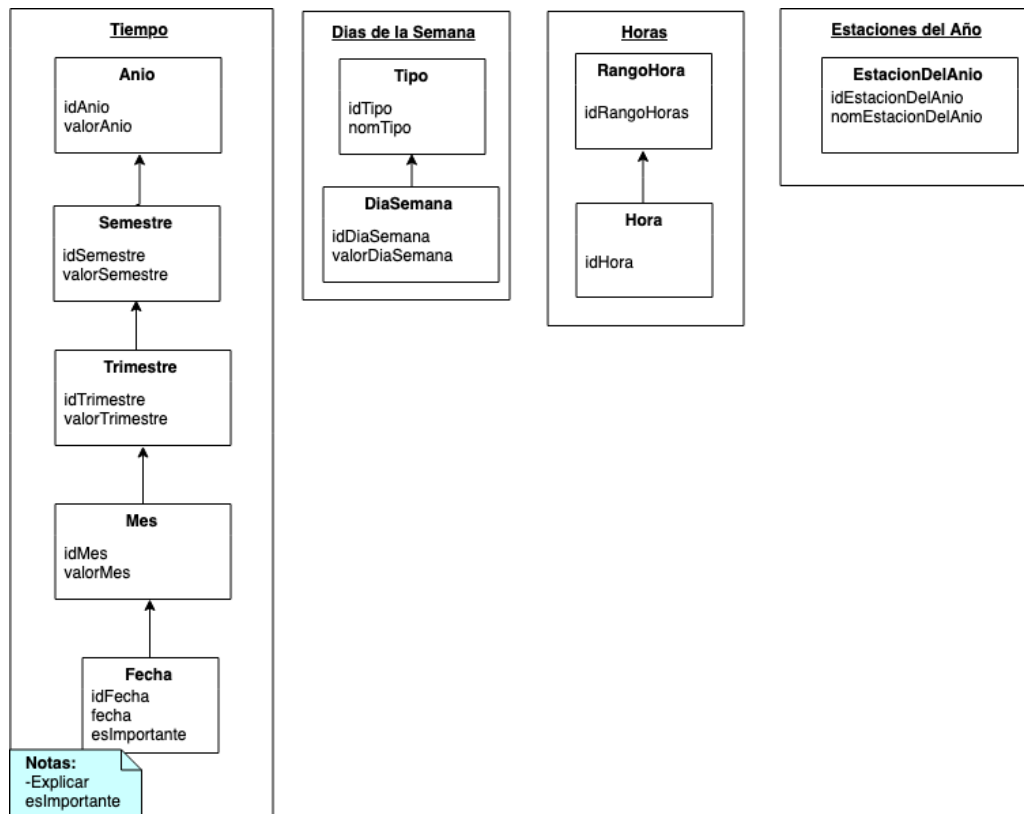 Tiempo
Anio
idAnio
valorAnio
Semestre
idSemestre
valorSemestre
Trimestre
idTrimestre
valorTrimestre
Mes
idMes
valorMes
Fecha
idFecha
fecha
esImportante
Notas:
-Explicar
esImportante
Dias de la Semana
Tipo
idTipo
nomTipo
DiaSemana
idDiaSemana
valorDiaSemana
Horas
RangoHora
idRangoHoras
Hora
idHora
Estaciones del Año
EstacionDelAnio
idEstacionDelAnio
nomEstacionDelAnio